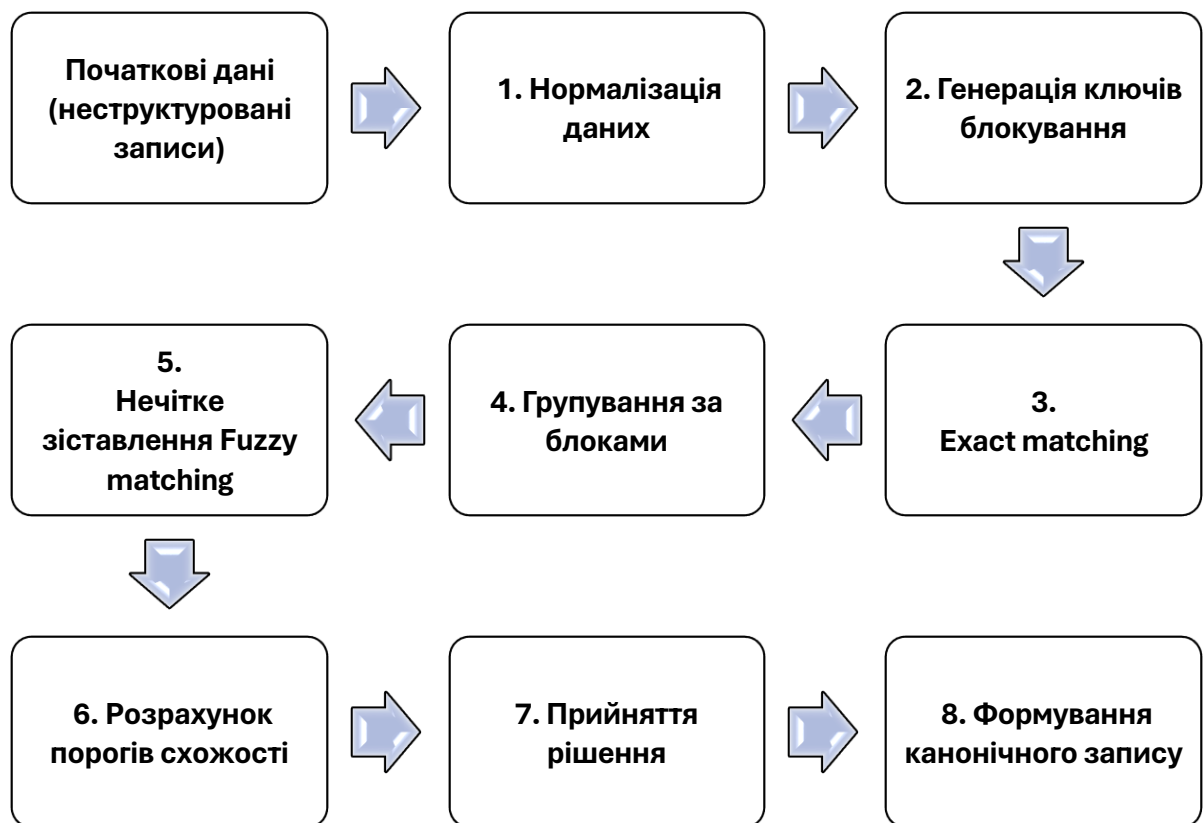 Початкові дані
(неструктуровані
записи)
1. Нормалізація
даних
2. Генерація ключів
блокування
3.
Exact matching
4. Групування за
блоками
5.
Нечітке
зіставлення Fuzzy
matching
6. Розрахунок
порогів схожості
7. Прийняття
рішення
8. Формування
канонічного запису